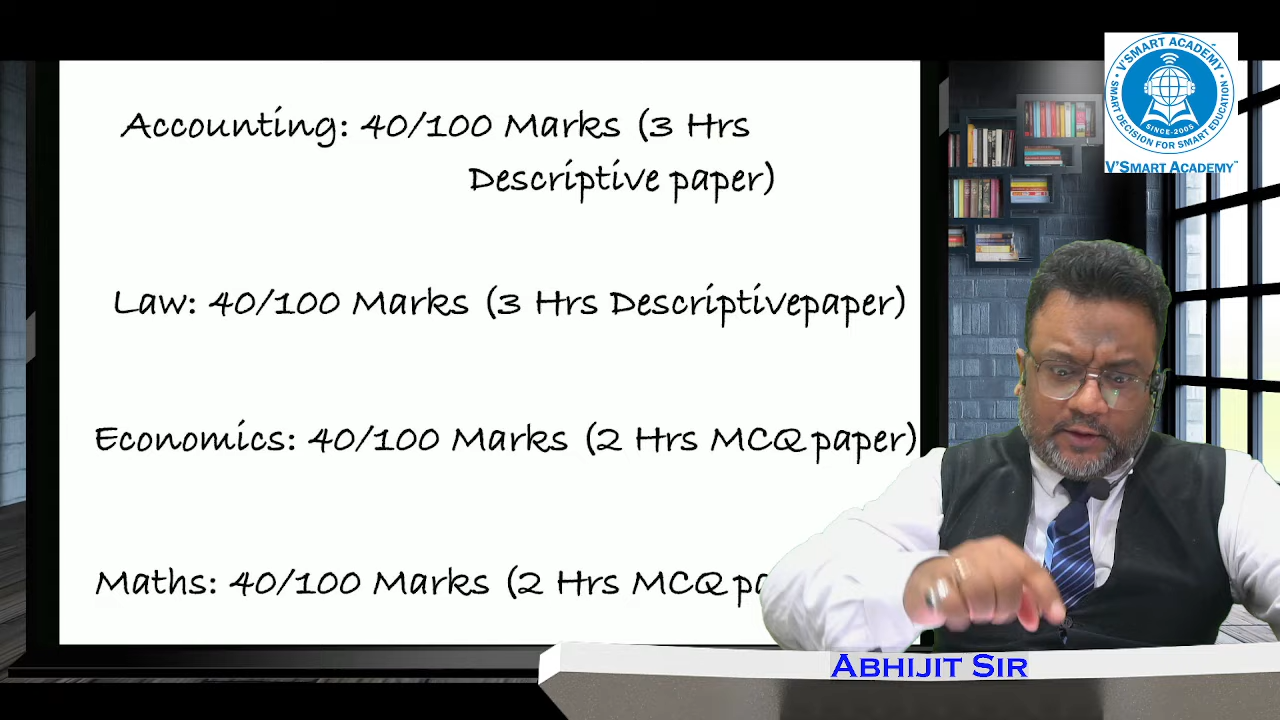 Accounting: 40/100 Marks (3 Hrs
Descriptive paper)
Law: 40/100 Marks (3 Hrs Descriptivepaper)
Economics: 40/100 Marks (2 Hrs MCQ paper)
Maths: 40/100 Marks (2 Hrs MCQ pa
V'SMART ACADEMY
SMART DECISION FOR SMART EDUCATION
SINCE-2005
V'SMART ACADEMY™
ABHIJIT SIR